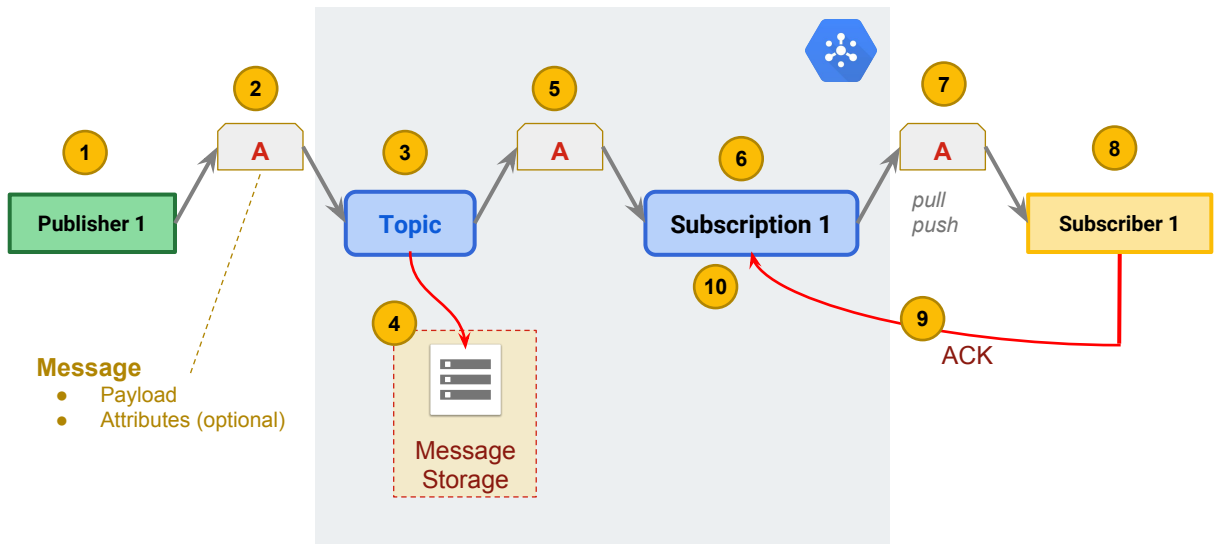 1
2
3
4
5
6
7
8
9
10
Publisher 1
A
Topic
A
Subscription 1
A
pull
push
Subscriber 1
ACK
Message
● Payload
● Attributes (optional)
Message
Storage